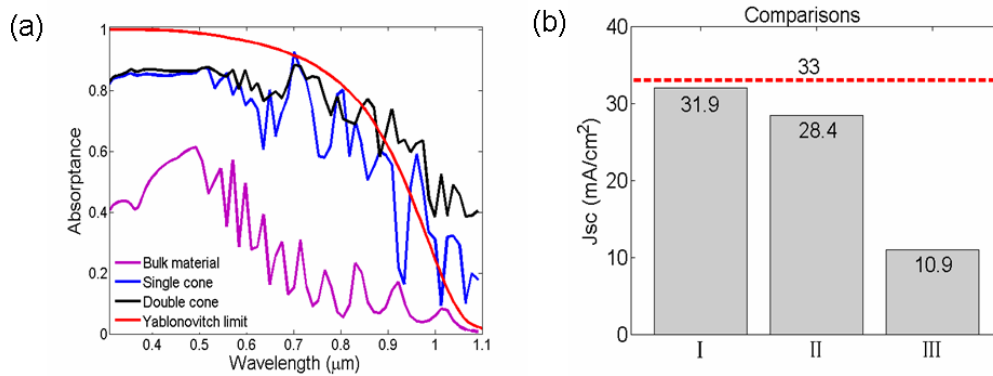 (a)
1
0.8
0.6
0.4
0.2
0
Absorptance
Bulk material
Single cone
Double cone
Yablonovitch limit
0.4 0.5 0.6 0.7 0.8 0.9 1 1.1
Wavelength (μm)
(b)
Comparisons
40
30
20
10
0
Jsc (mA/cm²)
33
31.9
28.4
10.9
I II III